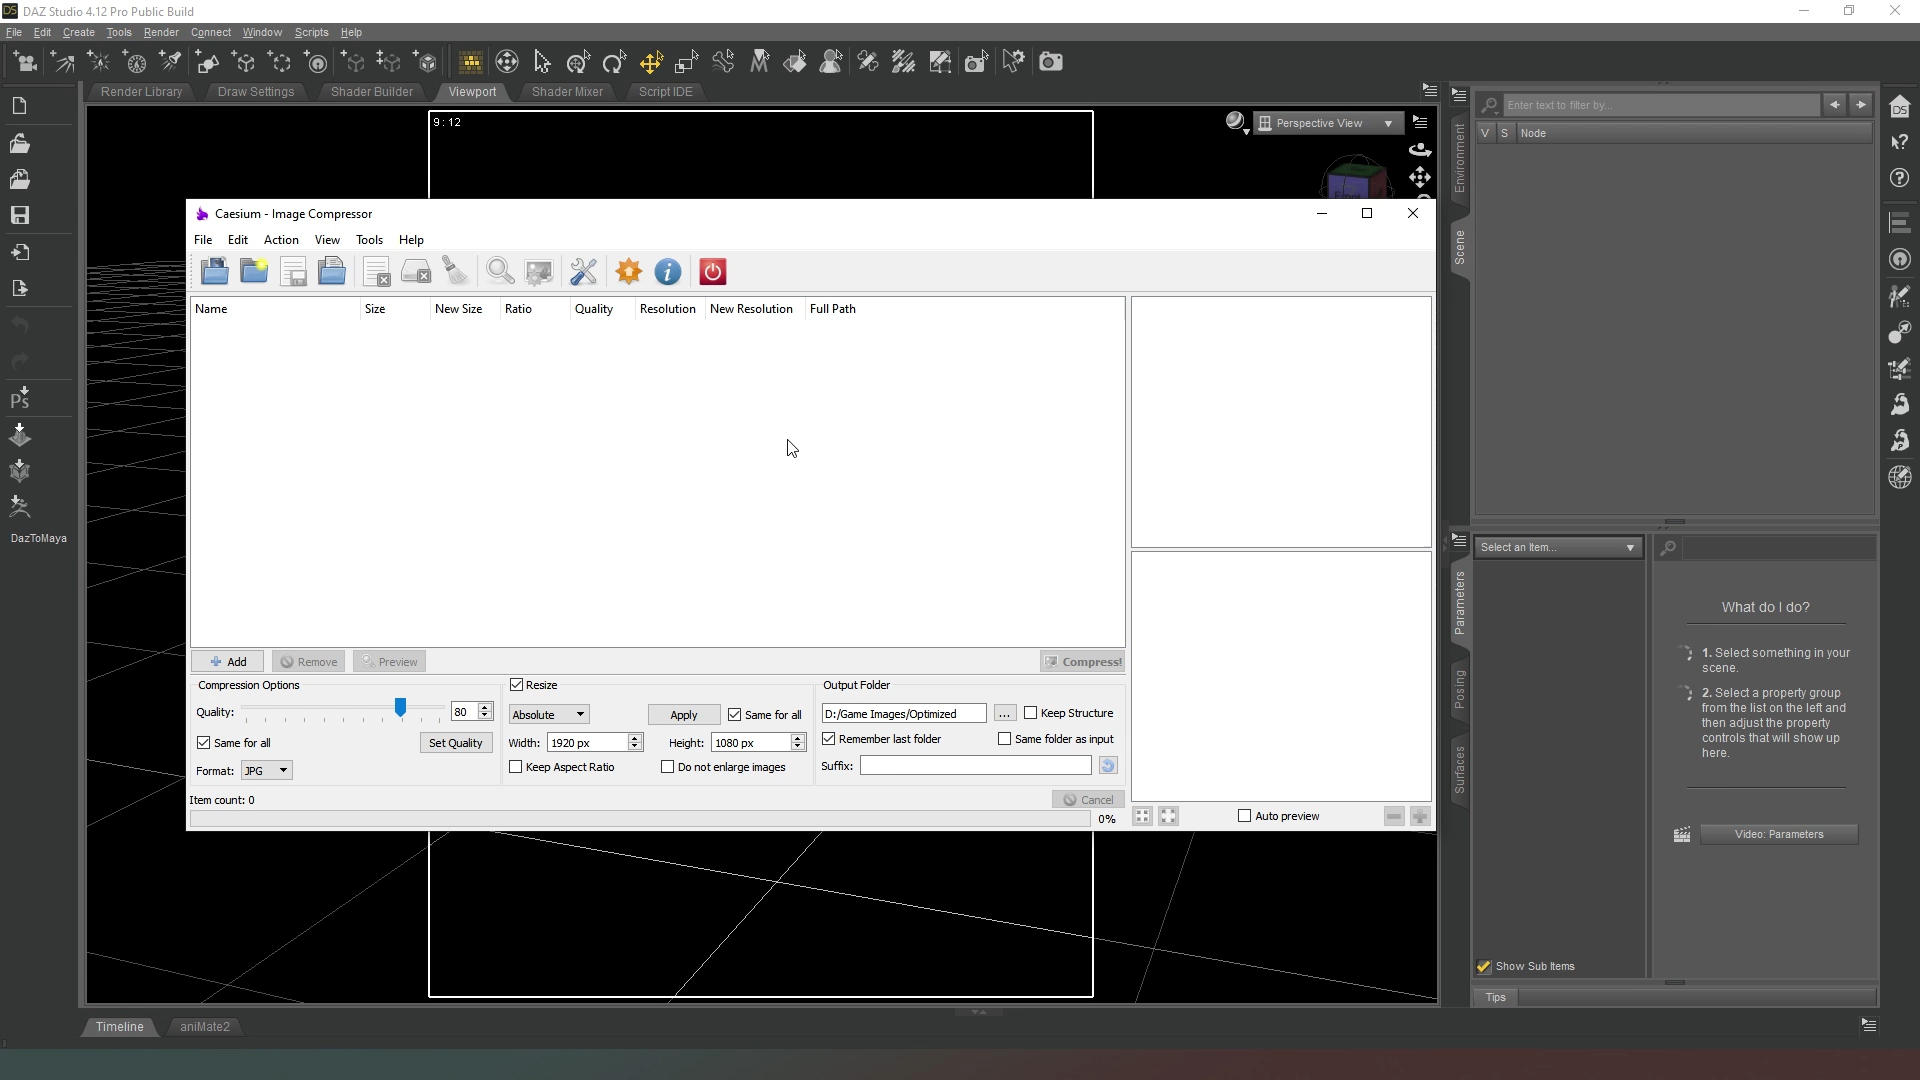 DAZ Studio 4.12 Pro Public Build
File Edit Create Tools Render Connect Window Scripts Help
Render Library Draw Settings Shader Builder Viewport Shader Mixer Script IDE
9 : 12
Perspective View
Enter text to filter by...
V S Node
Environment
Scene
Caesium - Image Compressor
File Edit Action View Tools Help
Name Size New Size Ratio Quality Resolution New Resolution Full Path
Ps
DazToMaya
Add Remove Preview Compress!
Compression Options
Quality: 80
Same for all Set Quality
Format: JPG
Resize
Absolute Apply Same for all
Width: 1920 px Height: 1080 px
Keep Aspect Ratio Do not enlarge images
Output Folder
D:/Game Images/Optimized ... Keep Structure
Remember last folder Same folder as input
Suffix:
Item count: 0 Cancel
0%
Auto preview
Select an Item...
Parameters
Posing
Surfaces
What do I do?
1. Select something in your
scene.
2. Select a property group
from the list on the left and
then adjust the property
controls that will show up
here.
Video: Parameters
Show Sub Items
Tips
Timeline aniMate2